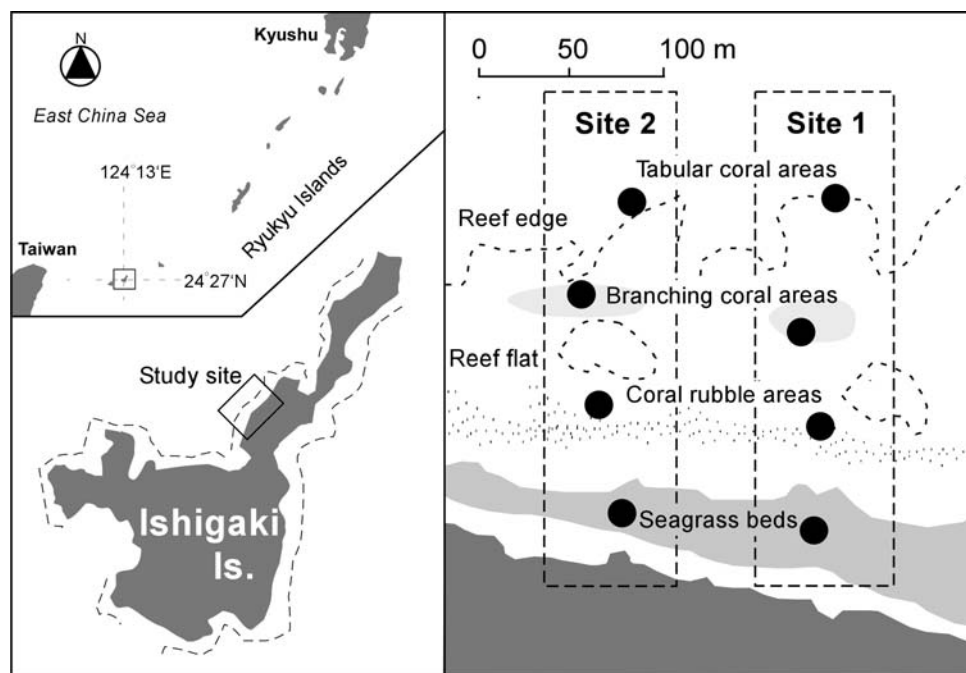 N
Kyushu
East China Sea
124°13'E
Ryukyu Islands
Taiwan
24°27'N
Study site
Ishigaki
Is.
0 50 100 m
Site 2 Site 1
Tabular coral areas
Reef edge
Branching coral areas
Reef flat
Coral rubble areas
Seagrass beds